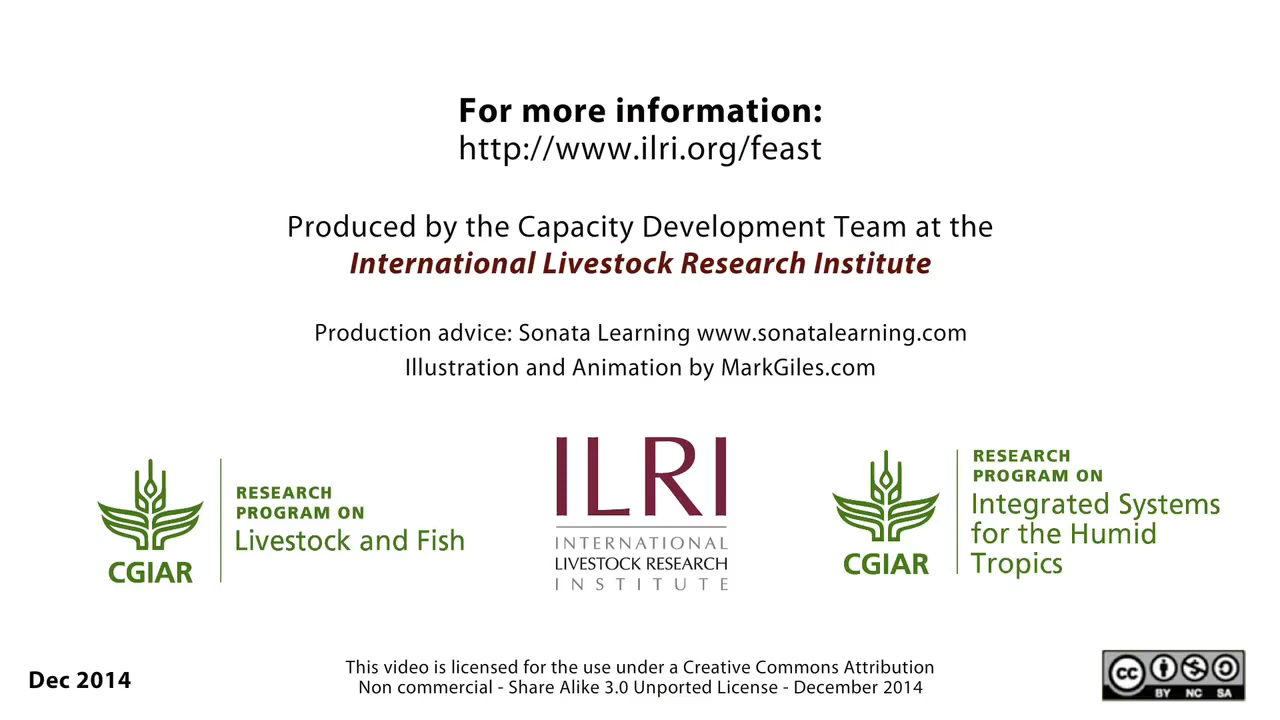 For more information:
http://www.ilri.org/feast
Produced by the Capacity Development Team at the
International Livestock Research Institute
Production advice: Sonata Learning www.sonatalearning.com
Illustration and Animation by MarkGiles.com
CGIAR
RESEARCH
PROGRAM ON
Livestock and Fish
ILRI
INTERNATIONAL
LIVESTOCK RESEARCH
INSTITUTE
CGIAR
RESEARCH
PROGRAM ON
Integrated Systems
for the Humid
Tropics
Dec 2014
This video is licensed for the use under a Creative Commons Attribution
Non commercial - Share Alike 3.0 Unported License - December 2014
cc
BY NC SA